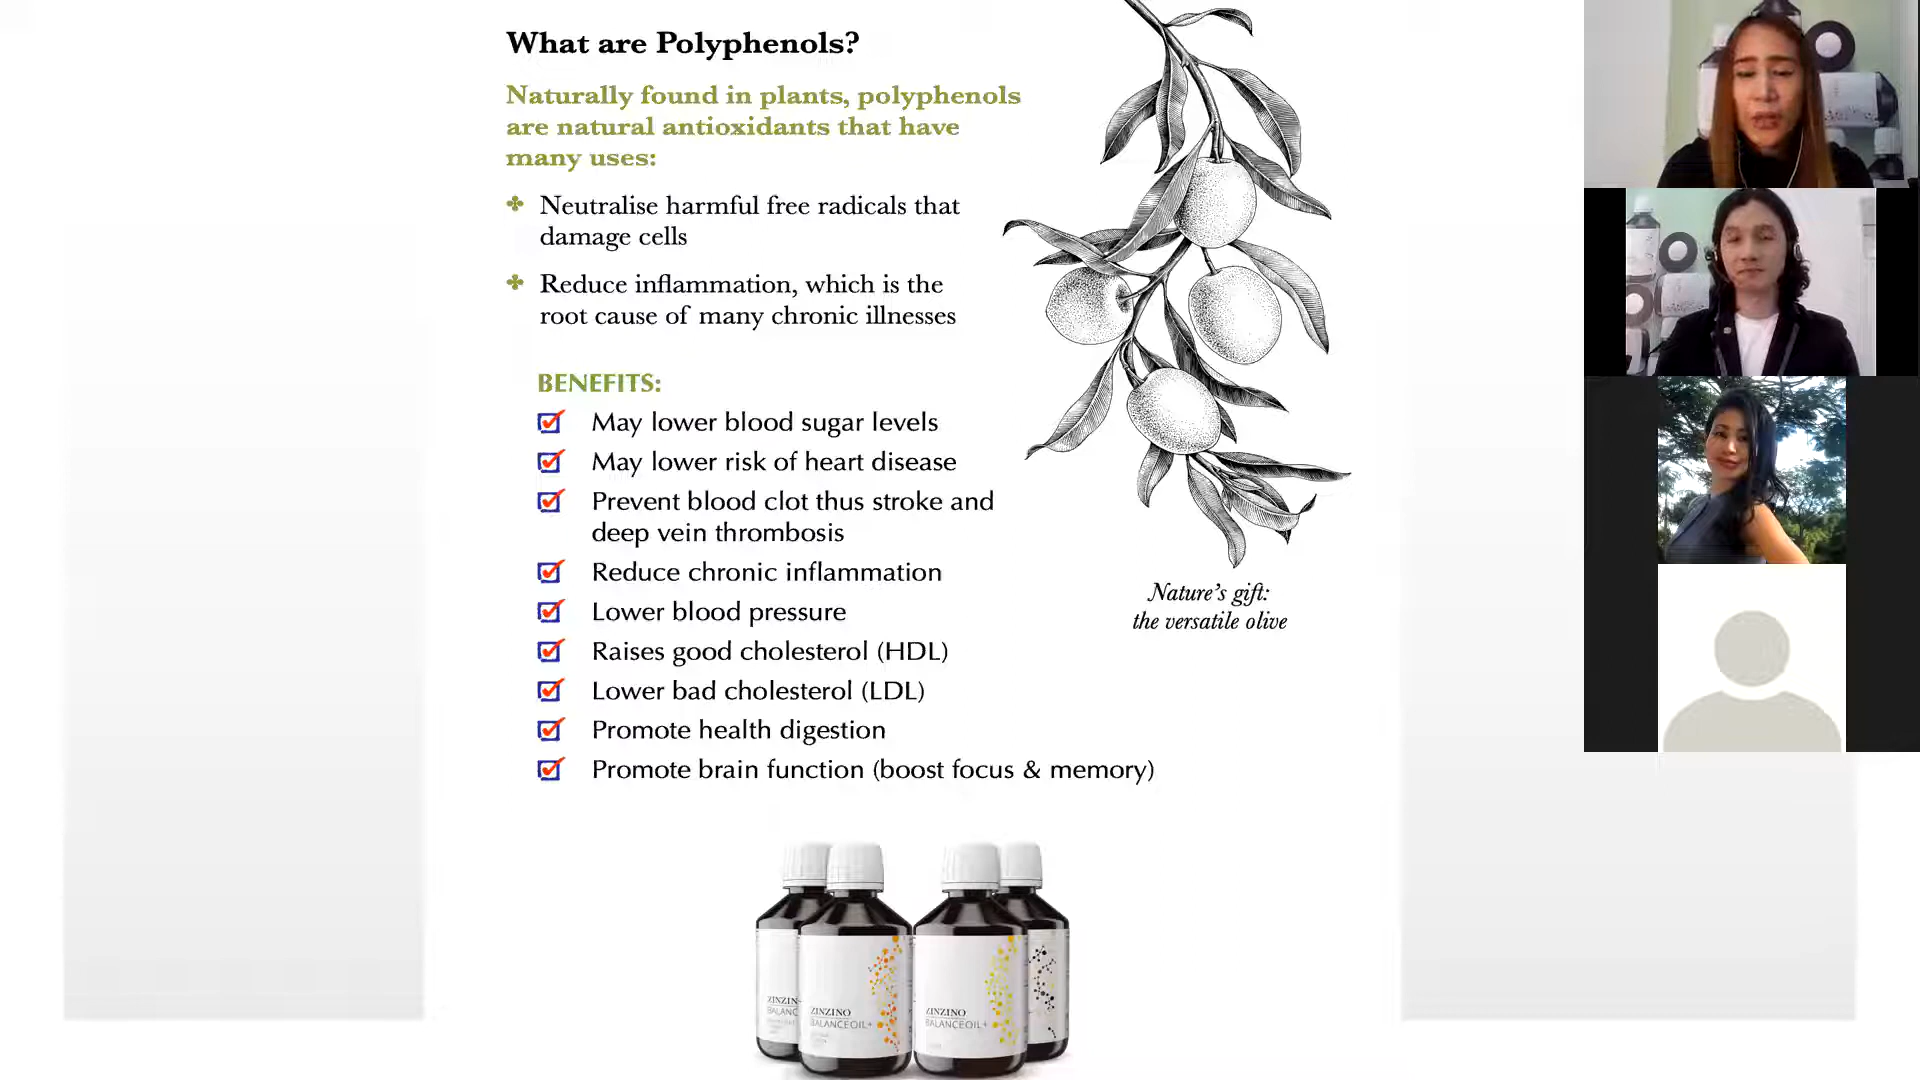 What are Polyphenols?
Naturally found in plants, polyphenols
are natural antioxidants that have
many uses:
Neutralise harmful free radicals that
damage cells
Reduce inflammation, which is the
root cause of many chronic illnesses
BENEFITS:
May lower blood sugar levels
May lower risk of heart disease
Prevent blood clot thus stroke and
deep vein thrombosis
Reduce chronic inflammation
Lower blood pressure
Raises good cholesterol (HDL)
Lower bad cholesterol (LDL)
Promote health digestion
Promote brain function (boost focus & memory)
Nature's gift:
the versatile olive
ZINZINO
BALANCEOIL+
ZINZINO
BALANCEOIL+